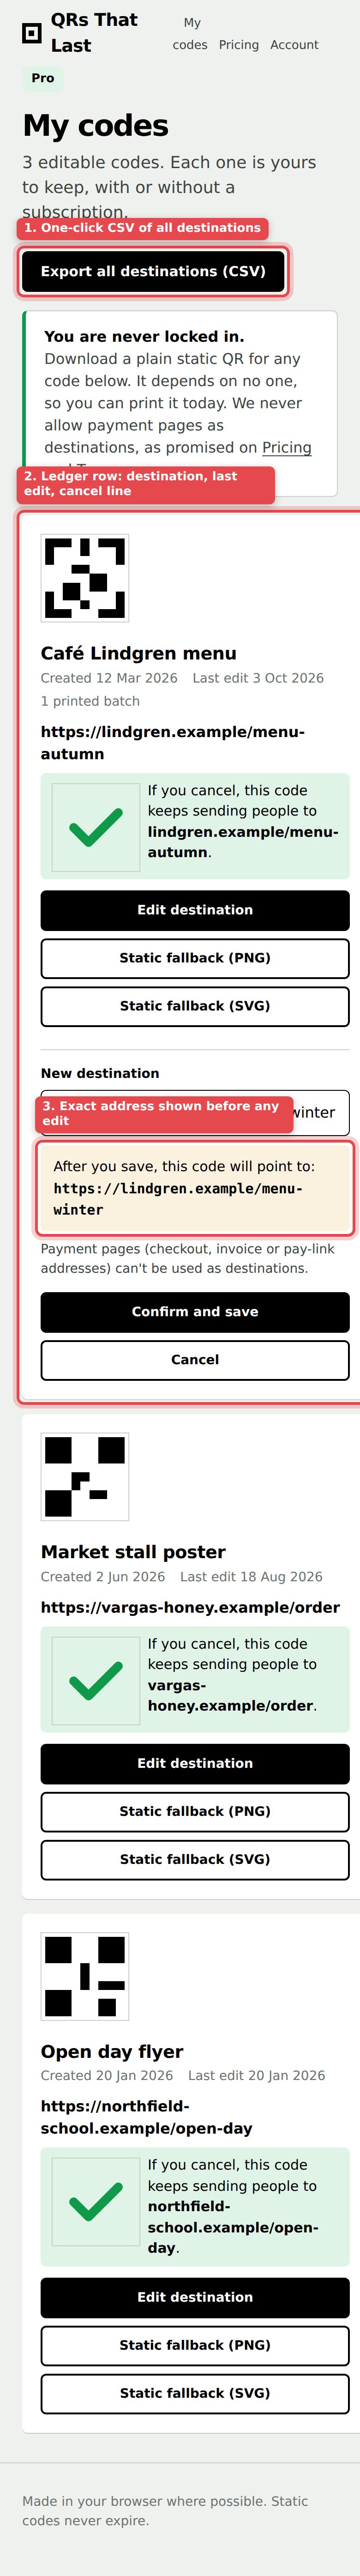 QRs That
Last
My
codes Pricing Account
Pro
My codes
3 editable codes. Each one is yours
to keep, with or without a
subscription.
1. One-click CSV of all destinations
Export all destinations (CSV)
You are never locked in.
Download a plain static QR for any
code below. It depends on no one,
so you can print it today. We never
allow payment pages as
destinations, as promised on Pricing
2. Ledger row: destination, last
edit, cancel line
Café Lindgren menu
Created 12 Mar 2026 Last edit 3 Oct 2026
1 printed batch
https://lindgren.example/menu-
autumn
If you cancel, this code
keeps sending people to
lindgren.example/menu-
autumn.
Edit destination
Static fallback (PNG)
Static fallback (SVG)
New destination
3. Exact address shown before any
edit
winter
After you save, this code will point to:
https://lindgren.example/menu-
winter
Payment pages (checkout, invoice or pay-link
addresses) can't be used as destinations.
Confirm and save
Cancel
Market stall poster
Created 2 Jun 2026 Last edit 18 Aug 2026
https://vargas-honey.example/order
If you cancel, this code
keeps sending people to
vargas-
honey.example/order.
Edit destination
Static fallback (PNG)
Static fallback (SVG)
Open day flyer
Created 20 Jan 2026 Last edit 20 Jan 2026
https://northfield-
school.example/open-day
If you cancel, this code
keeps sending people to
northfield-
school.example/open-
day.
Edit destination
Static fallback (PNG)
Static fallback (SVG)
Made in your browser where possible. Static
codes never expire.